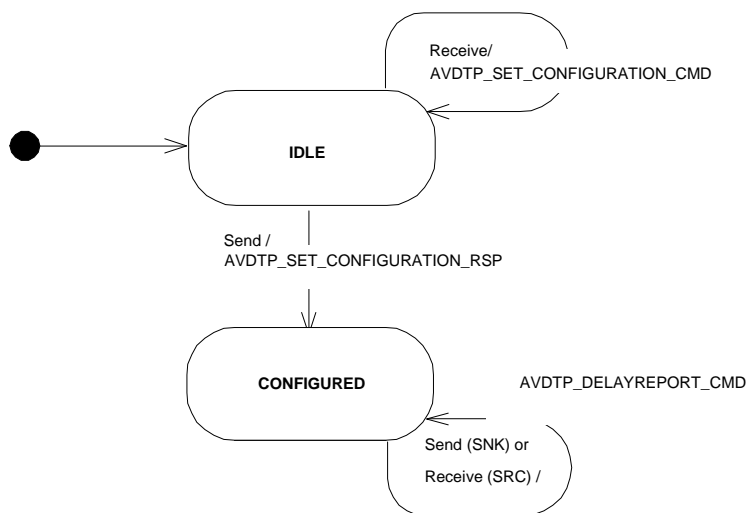 Receive/
AVDTP_SET_CONFIGURATION_CMD
IDLE
Send /
AVDTP_SET_CONFIGURATION_RSP
CONFIGURED
AVDTP_DELAYREPORT_CMD
Send (SNK) or
Receive (SRC) /